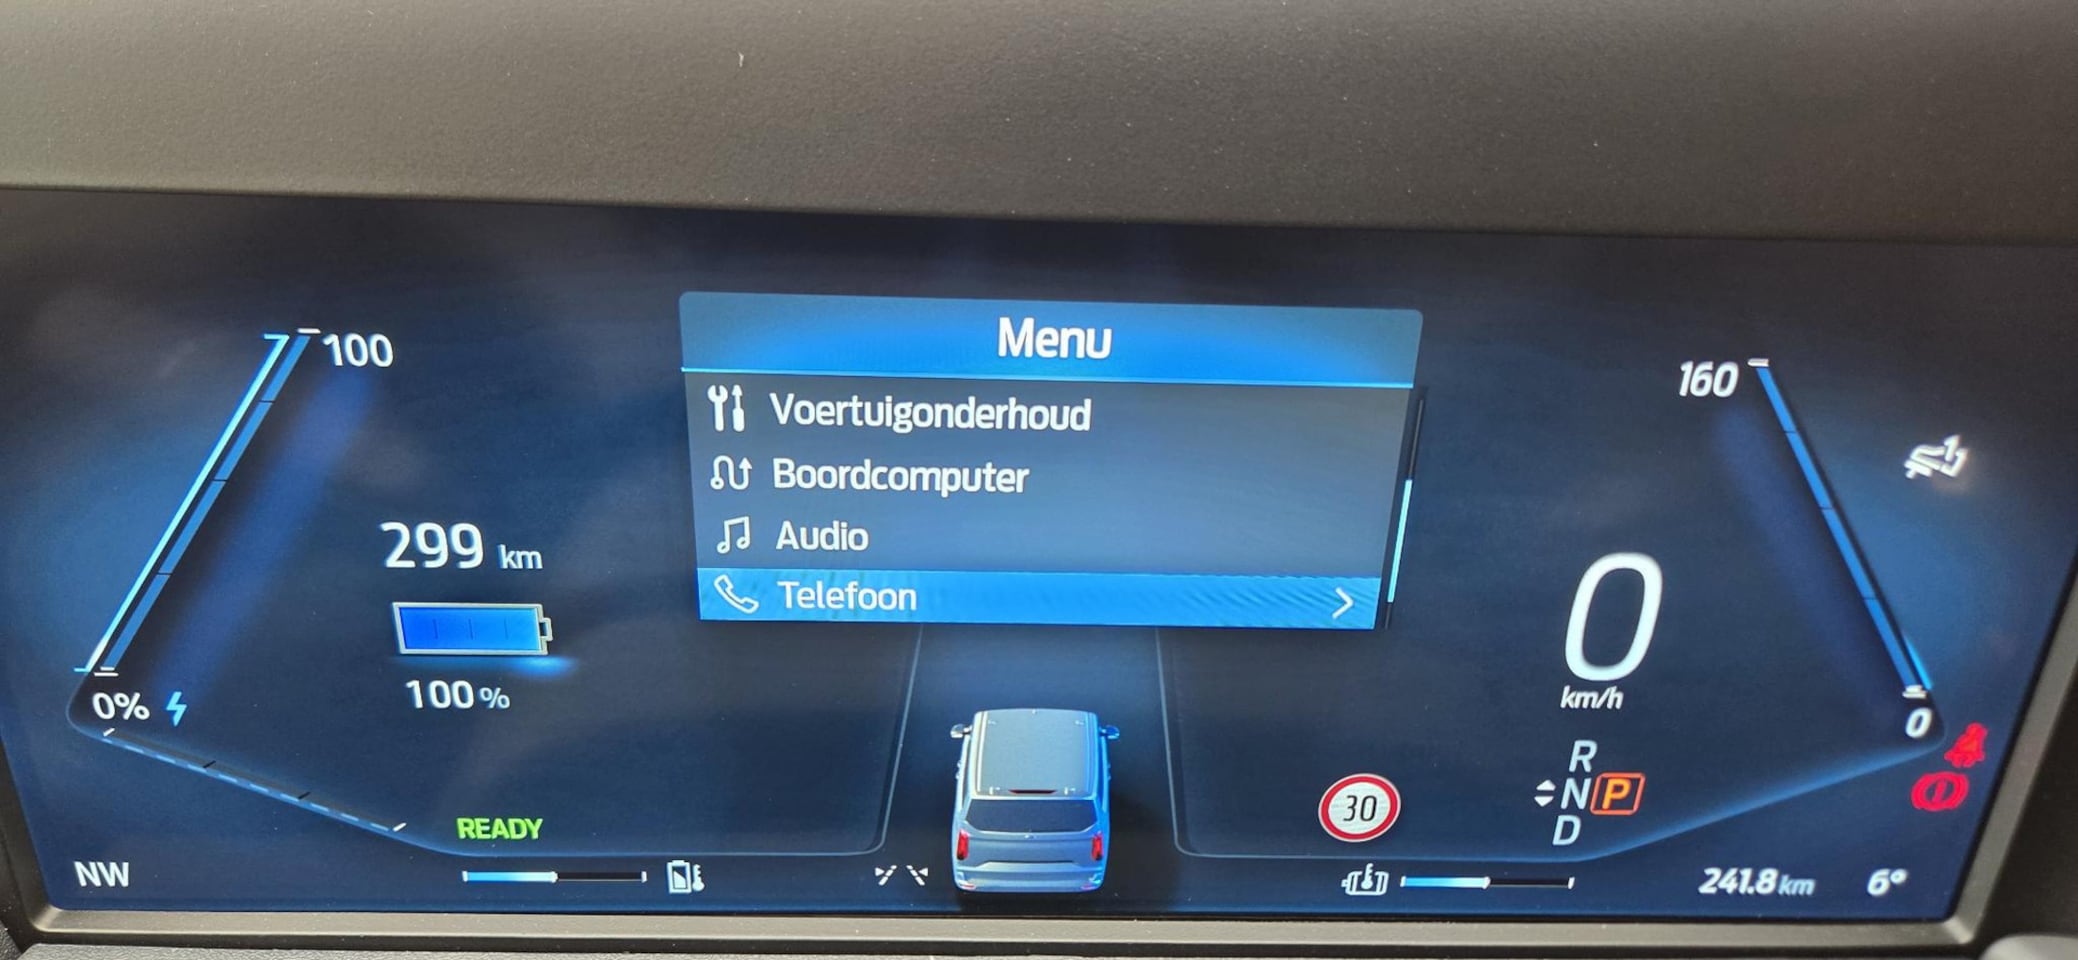 Menu
100
Voertuigonderhoud
160
Boordcomputer
Audio
299 km
Telefoon
0
km/h
100%
0%
0
R
N P
D
30
READY
NW
241.8 km
6°